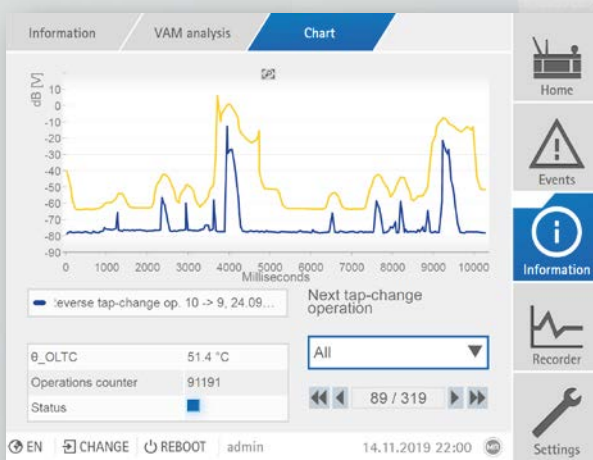 Information VAM analysis Chart
dB [V]
10
0
-10
-20
-30
-40
-50
-60
-70
-80
-90
0 1000 2000 3000 4000 5000 6000 7000 8000 9000 10000
Milliseconds
:everse tap-change op. 10 -> 9, 24.09...
Next tap-change
operation
All
θ_OLTC 51.4 °C
Operations counter 91191
Status
89 / 319
EN CHANGE REBOOT admin 14.11.2019 22:00 MR
Home
Events
Information
Recorder
Settings